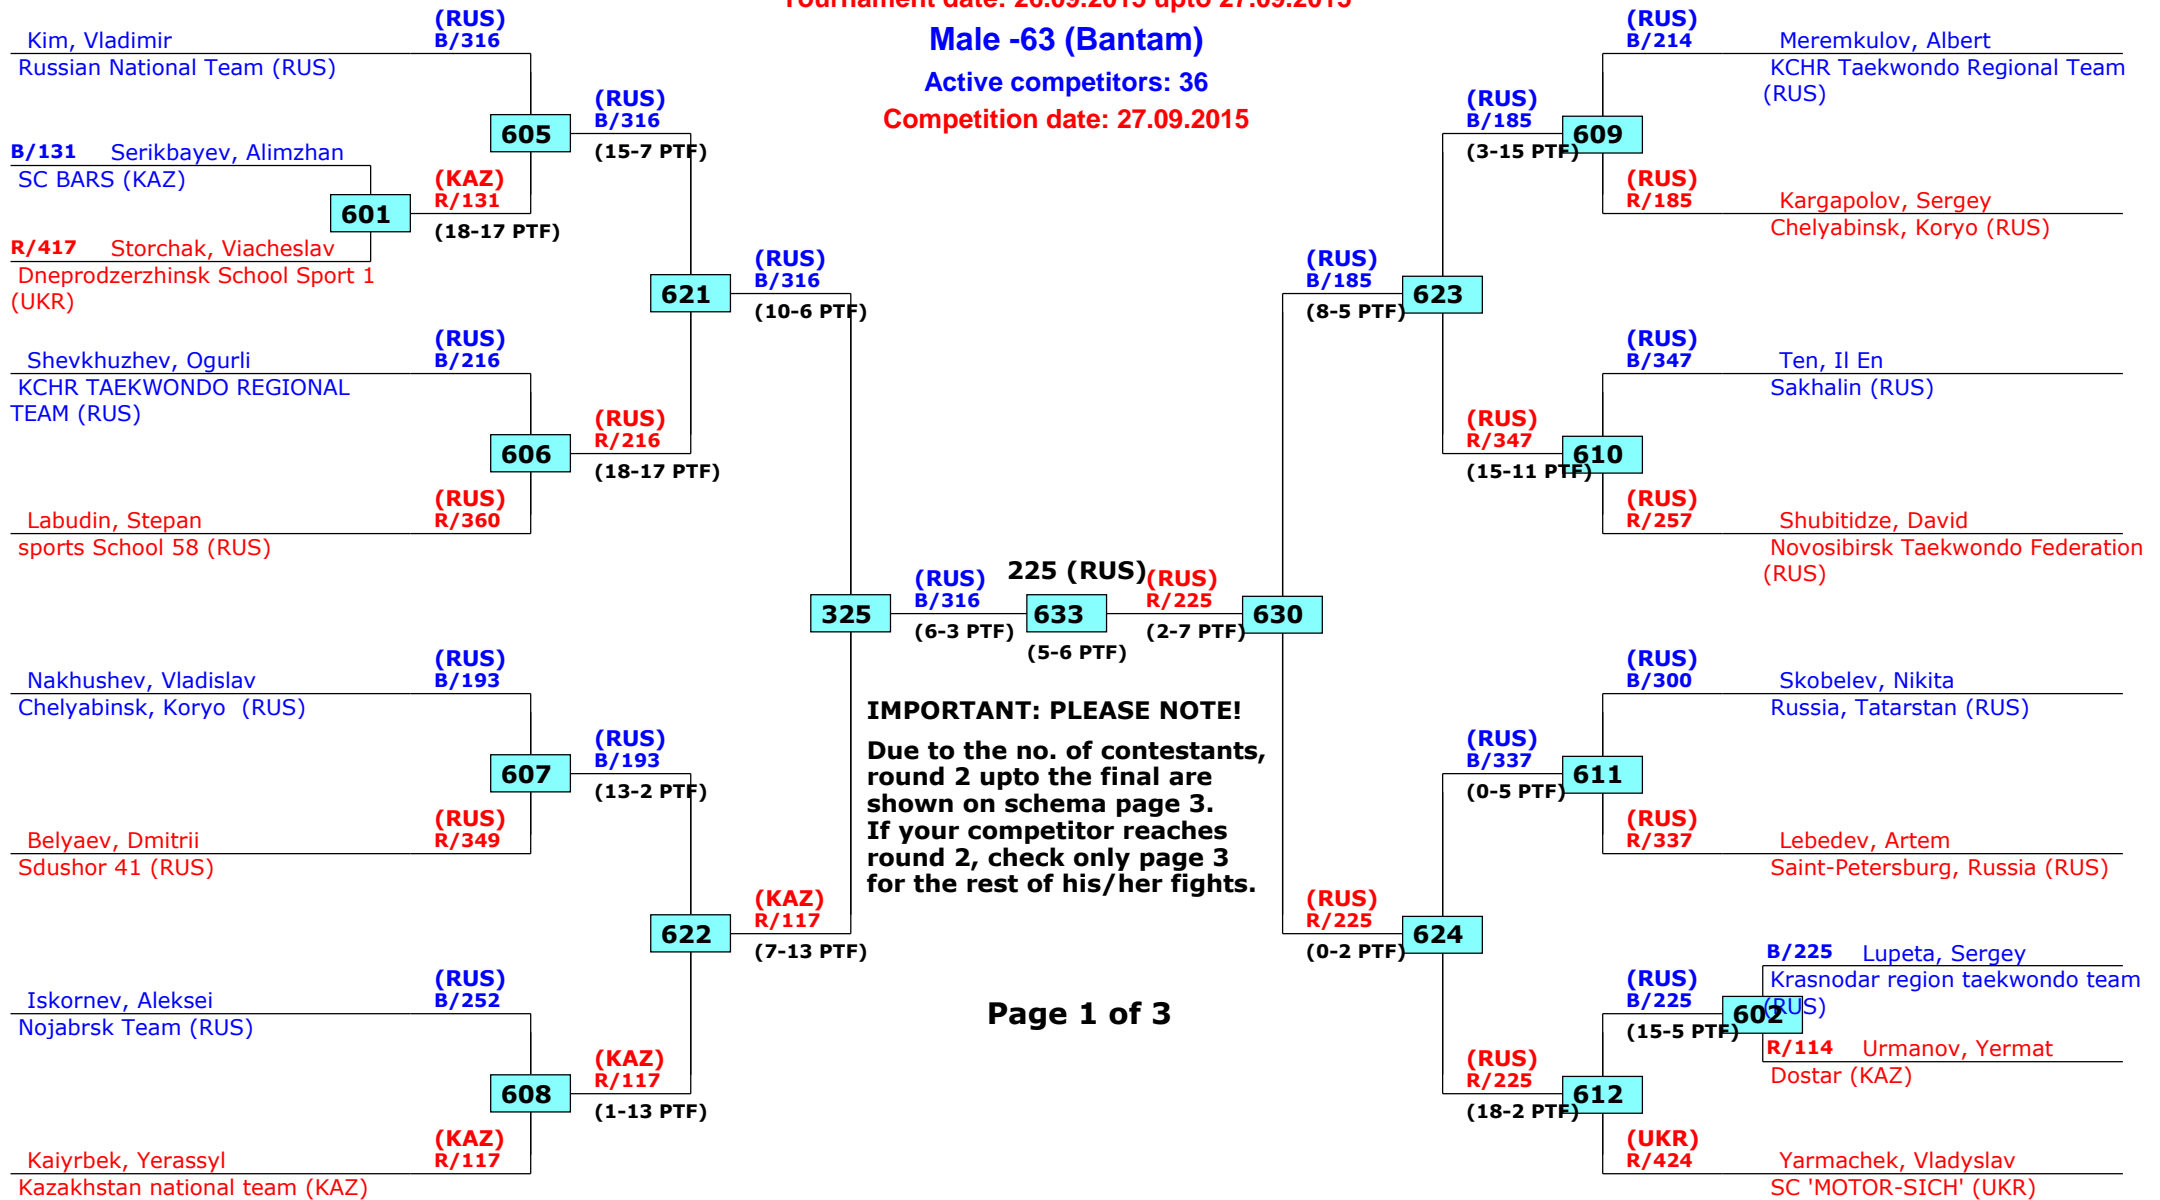 Tournament date: 26.09.2015 upto 27.09.2015
Male -63 (Bantam)
Active competitors: 36
Competition date: 27.09.2015
(RUS)
Kim, Vladimir B/316
Russian National Team (RUS)
(RUS)
B/316
605
(15-7 PTF)
B/131 Serikbayev, Alimzhan
SC BARS (KAZ)
(KAZ)
R/131
601
(18-17 PTF)
R/417 Storchak, Viacheslav
Dneprodzerzhinsk School Sport 1
(UKR)
(RUS)
B/316
621
(10-6 PTF)
(RUS)
Shevkhuzhev, Ogurli B/216
KCHR TAEKWONDO REGIONAL
TEAM (RUS)
(RUS)
R/216
606
(18-17 PTF)
(RUS)
Labudin, Stepan R/360
sports School 58 (RUS)
325
(RUS)
B/316
(6-3 PTF)
225 (RUS)
633
(5-6 PTF)
(RUS)
R/225
(2-7 PTF)
630
(RUS)
Nakhushev, Vladislav B/193
Chelyabinsk, Koryo (RUS)
(RUS)
B/193
607
(13-2 PTF)
(RUS)
Belyaev, Dmitrii R/349
Sdushor 41 (RUS)
(KAZ)
R/117
622
(7-13 PTF)
(RUS)
Iskornev, Aleksei B/252
Nojabrsk Team (RUS)
(KAZ)
R/117
608
(1-13 PTF)
(KAZ)
Kaiyrbek, Yerassyl R/117
Kazakhstan national team (KAZ)
IMPORTANT: PLEASE NOTE!
Due to the no. of contestants,
round 2 upto the final are
shown on schema page 3.
If your competitor reaches
round 2, check only page 3
for the rest of his/her fights.
Page 1 of 3
(RUS)
B/214 Meremkulov, Albert
KCHR Taekwondo Regional Team
(RUS)
(RUS)
B/185
609
(3-15 PTF)
(RUS)
R/185 Kargapolov, Sergey
Chelyabinsk, Koryo (RUS)
(RUS)
B/185
623
(8-5 PTF)
(RUS)
B/347 Ten, Il En
Sakhalin (RUS)
(RUS)
R/347
610
(15-11 PTF)
(RUS)
R/257 Shubitidze, David
Novosibirsk Taekwondo Federation
(RUS)
(RUS)
B/300 Skobelev, Nikita
Russia, Tatarstan (RUS)
(RUS)
B/337
611
(0-5 PTF)
(RUS)
R/337 Lebedev, Artem
Saint-Petersburg, Russia (RUS)
(RUS)
R/225
624
(0-2 PTF)
B/225 Lupeta, Sergey
Krasnodar region taekwondo team
(RUS)
(RUS)
B/225
602
(15-5 PTF)
R/114 Urmanov, Yermat
Dostar (KAZ)
(RUS)
R/225
612
(18-2 PTF)
(UKR)
R/424 Yarmachek, Vladyslav
SC 'MOTOR-SICH' (UKR)